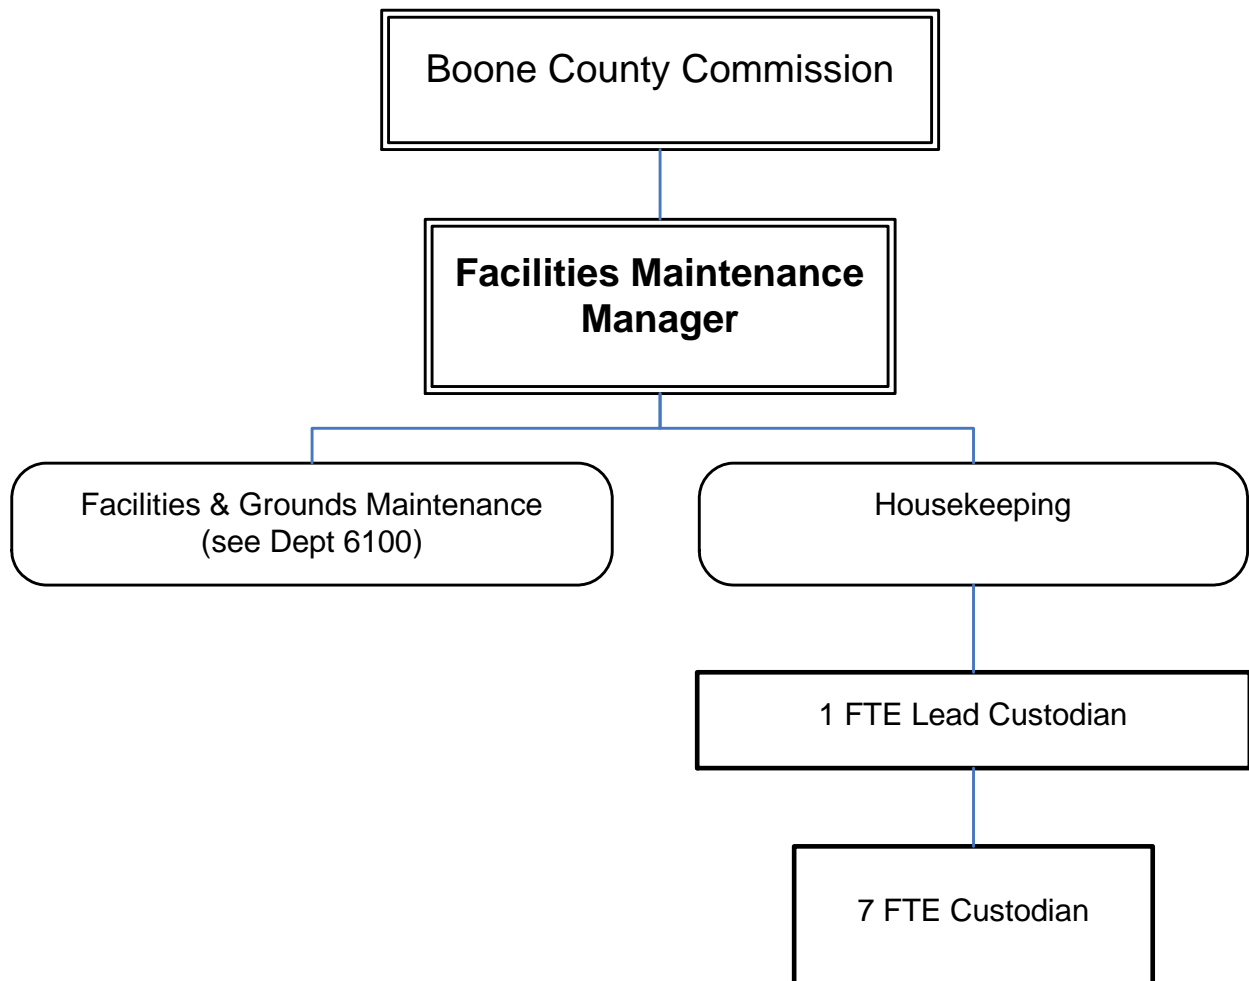 Boone County Commission
Facilities Maintenance
Manager
Facilities & Grounds Maintenance
(see Dept 6100)
Housekeeping
1 FTE Lead Custodian
7 FTE Custodian